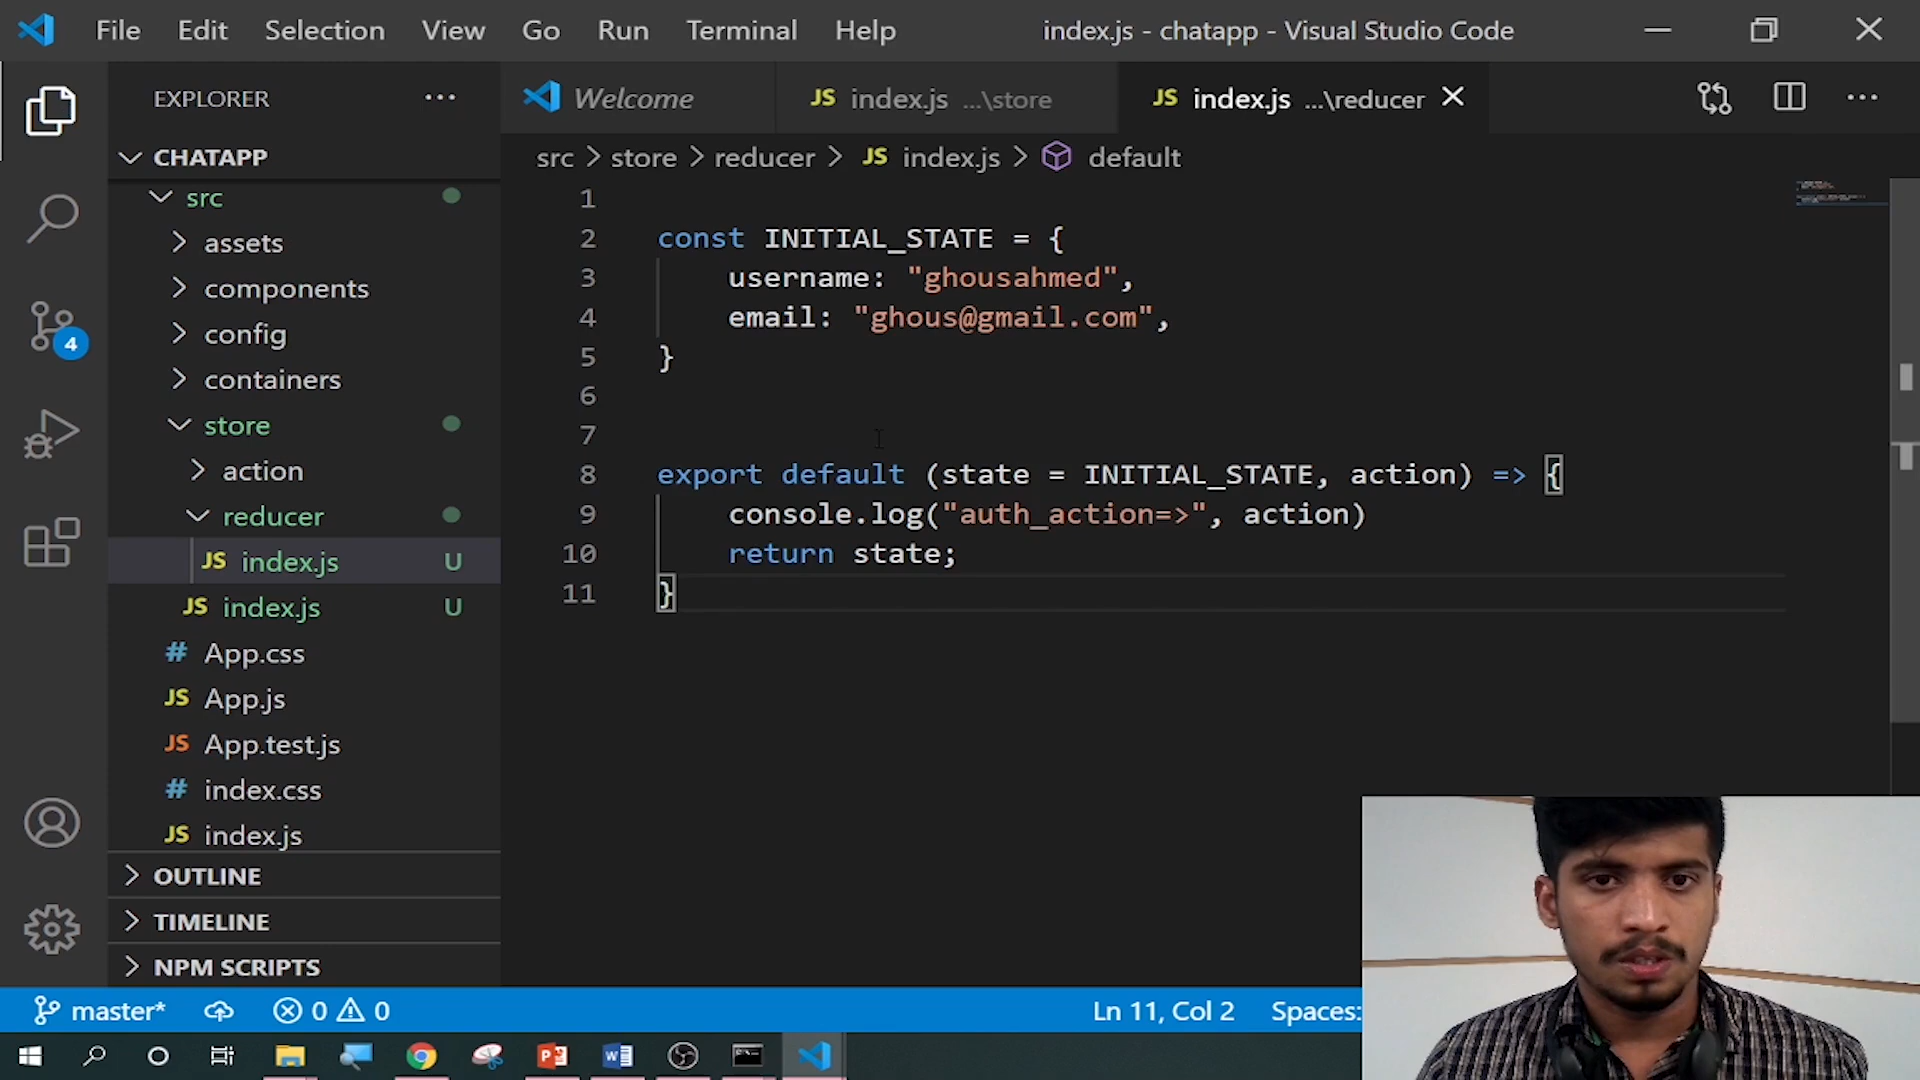 File Edit Selection View Go Run Terminal Help index.js - chatapp - Visual Studio Code
EXPLORER ...
Welcome
JS index.js ...\store
JS index.js ...\reducer
CHATAPP
src > store > reducer > JS index.js > default
src
assets
components
config
containers
store
action
reducer
JS index.js U
JS index.js U
# App.css
JS App.js
JS App.test.js
# index.css
JS index.js
OUTLINE
TIMELINE
NPM SCRIPTS
4
1
2 const INITIAL_STATE = {
3 username: "ghousahmed",
4 email: "ghous@gmail.com",
5 }
6
7
8 export default (state = INITIAL_STATE, action) => {
9 console.log("auth_action=>", action)
10 return state;
11 }
master* 0 0 Ln 11, Col 2 Spaces: